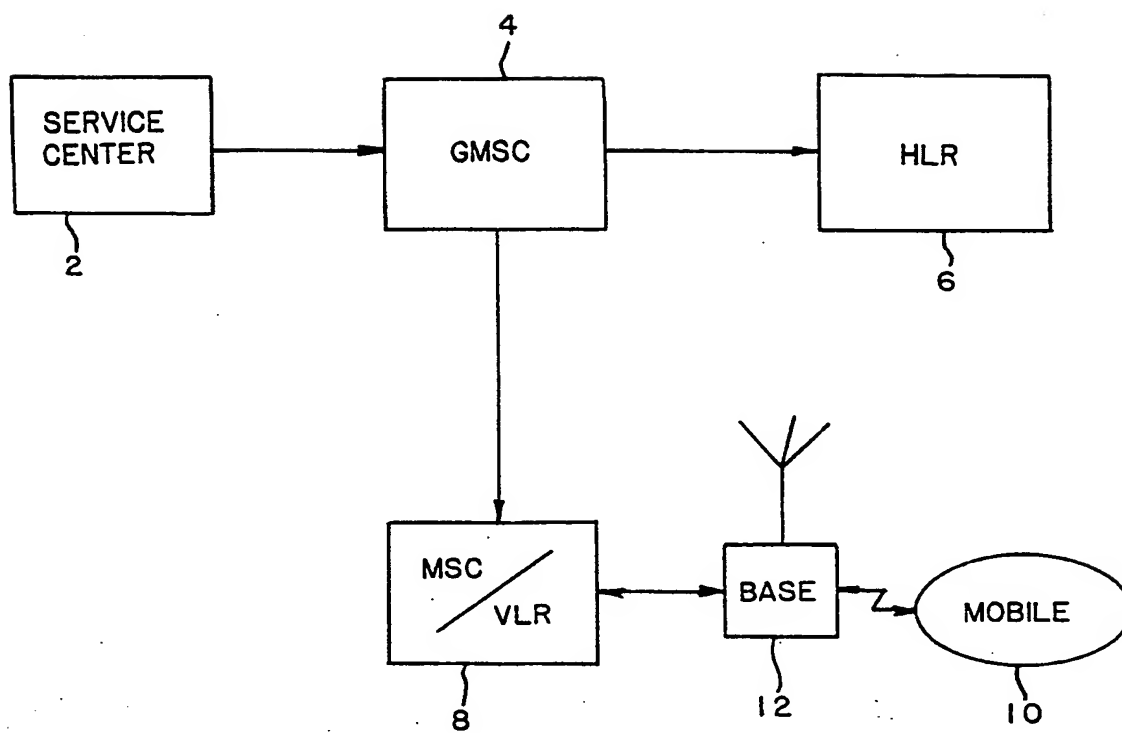 4
SERVICE
CENTER
GMSC
HLR
2
6
MSC
VLR
BASE
MOBILE
8
12
10